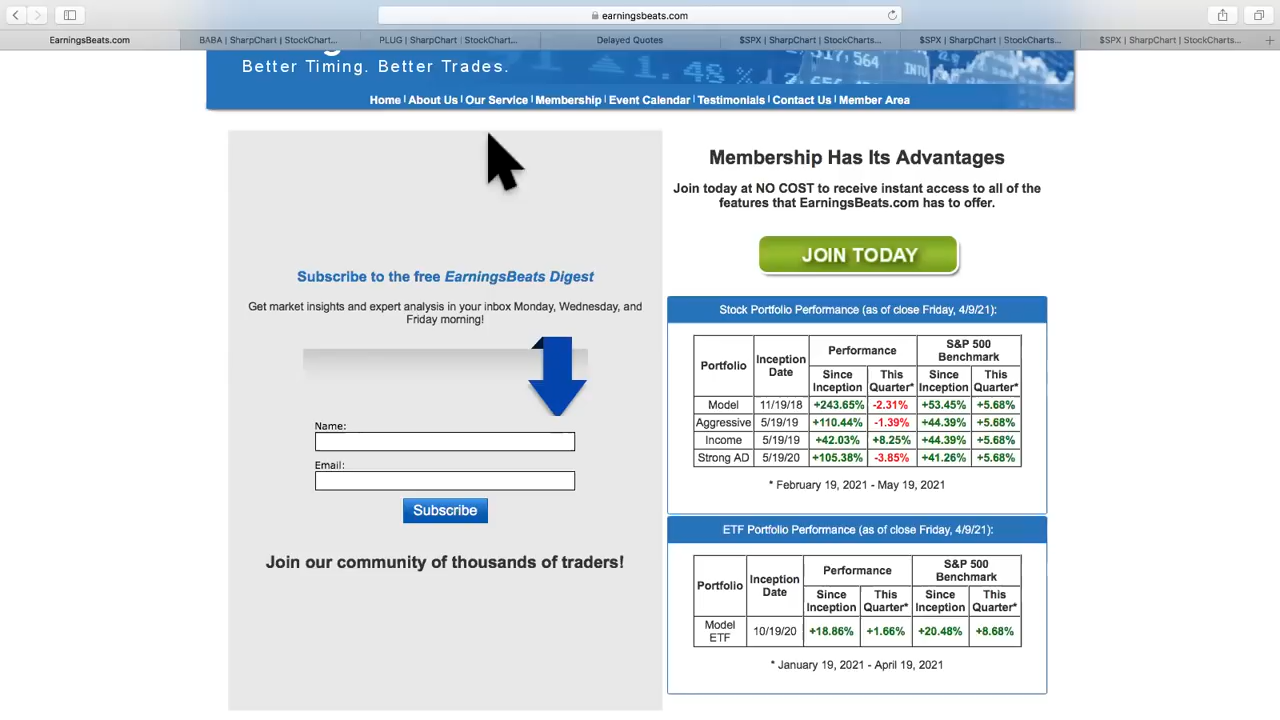 earningsbeats.com
EarningsBeats.com
BABA | SharpChart | StockChart...
PLUG | SharpChart | StockChart...
Delayed Quotes
$SPX | SharpChart | StockCharts...
$SPX | SharpChart | StockCharts...
$SPX | SharpChart | StockCharts...
Better Timing. Better Trades.
1.48 %
517,564
INTU
Home | About Us | Our Service | Membership | Event Calendar | Testimonials | Contact Us | Member Area
Membership Has Its Advantages
Join today at NO COST to receive instant access to all of the
features that EarningsBeats.com has to offer.
JOIN TODAY
Subscribe to the free EarningsBeats Digest
Get market insights and expert analysis in your inbox Monday, Wednesday, and
Friday morning!
Name:
Email:
Subscribe
Join our community of thousands of traders!
Stock Portfolio Performance (as of close Friday, 4/9/21):
Portfolio Inception Date Performance S&P 500 Benchmark
Since Inception This Quarter* Since Inception This Quarter*
Model 11/19/18 +243.65% -2.31% +53.45% +5.68%
Aggressive 5/19/19 +110.44% -1.39% +44.39% +5.68%
Income 5/19/19 +42.03% +8.25% +44.39% +5.68%
Strong AD 5/19/20 +105.38% -3.85% +41.26% +5.68%
* February 19, 2021 - May 19, 2021
ETF Portfolio Performance (as of close Friday, 4/9/21):
Portfolio Inception Date Performance S&P 500 Benchmark
Since Inception This Quarter* Since Inception This Quarter*
Model ETF 10/19/20 +18.86% +1.66% +20.48% +8.68%
* January 19, 2021 - April 19, 2021